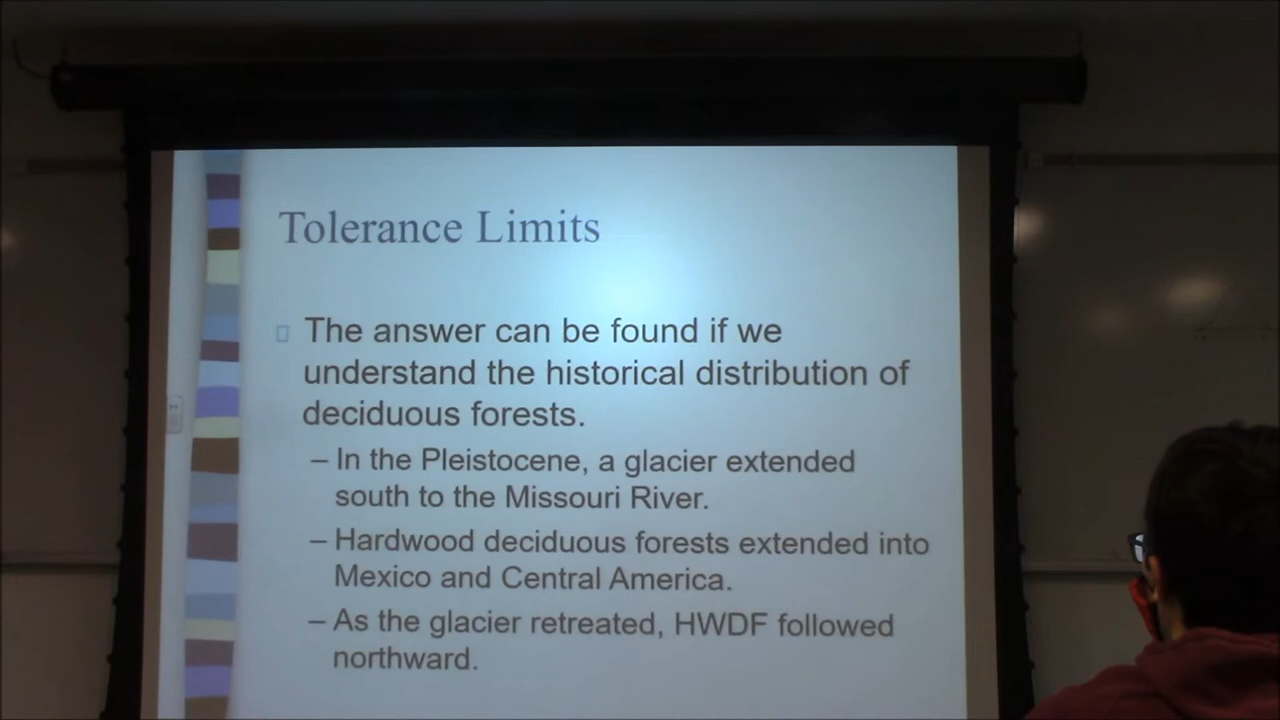 Tolerance Limits
The answer can be found if we
understand the historical distribution of
deciduous forests.
– In the Pleistocene, a glacier extended
south to the Missouri River.
– Hardwood deciduous forests extended into
Mexico and Central America.
– As the glacier retreated, HWDF followed
northward.